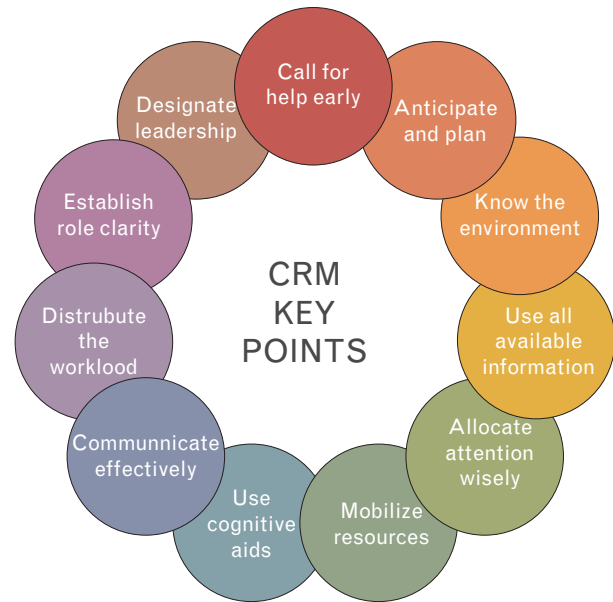 Call for
help early
Anticipate
and plan
Know the
environment
Use all
available
information
Allocate
attention
wisely
Mobilize
resources
Use
cognitive
aids
Communnicate
effectively
Distrubute
the
worklood
Establish
role clarity
Designate
leadership
CRM
KEY
POINTS